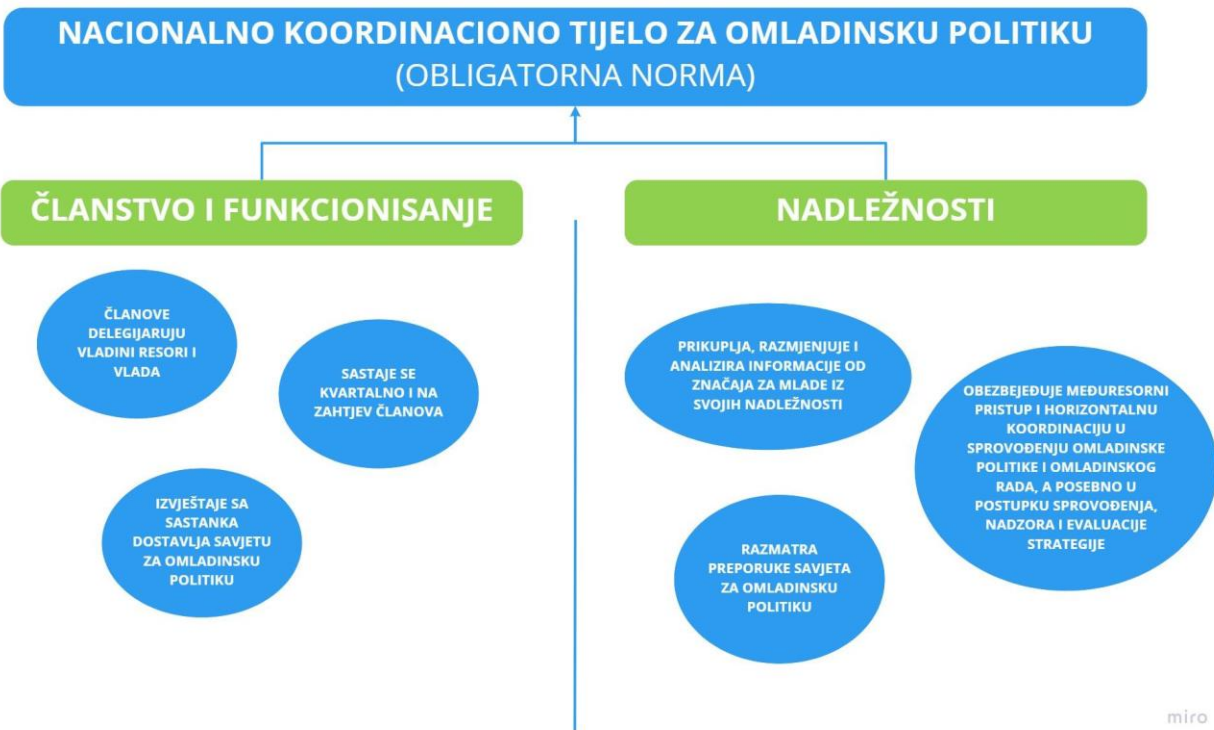 NACIONALNO KOORDINACIONO TIJELO ZA OMLADINSKU POLITIKU
(OBLIGATORNA NORMA)
ČLANSTVO I FUNKCIONISANJE
ČLANOVE
DELEGIJARUJU
VLADINI RESORI I
VLADA
SASTAJE SE
KVARTALNO I NA
ZAHTJEV ČLANOVA
IZVJEŠTAJE SA
SASTANKA
DOSTAVLJA SAVJETU
ZA OMLADINSKU
POLITIKU
NADLEŽNOSTI
PRIKUPLJA, RAZMJENJUJE I
ANALIZIRA INFORMACIJE OD
ZNAČAJA ZA MLADE IZ
SVOJIH NADLEŽNOSTI
OBEZBEJEĐUJE MEĐURESORNI
PRISTUP I HORIZONTALNU
KOORDINACIJU U
SPROVOĐENJU OMLADINSKE
POLITIKE I OMLADINSKOG
RADA, A POSEBNO U
POSTUPKU SPROVOĐENJA,
NADZORA I EVALUACIJE
STRATEGIJE
RAZMATRA
PREPORUKE SAVJETA
ZA OMLADINSKU
POLITIKU
miro